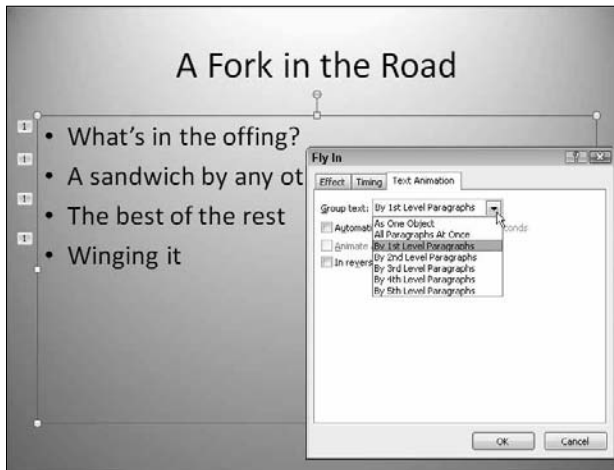 A Fork in the Road
1
• What's in the offing?
1
• A sandwich by any ot
1
• The best of the rest
1
• Winging it
Fly In
Effect Timing Text Animation
Group text: By 1st Level Paragraphs
As One Object
All Paragraphs At Once
By 1st Level Paragraphs
By 2nd Level Paragraphs
By 3rd Level Paragraphs
By 4th Level Paragraphs
By 5th Level Paragraphs
Automati onds
Animate
In revers
OK Cancel